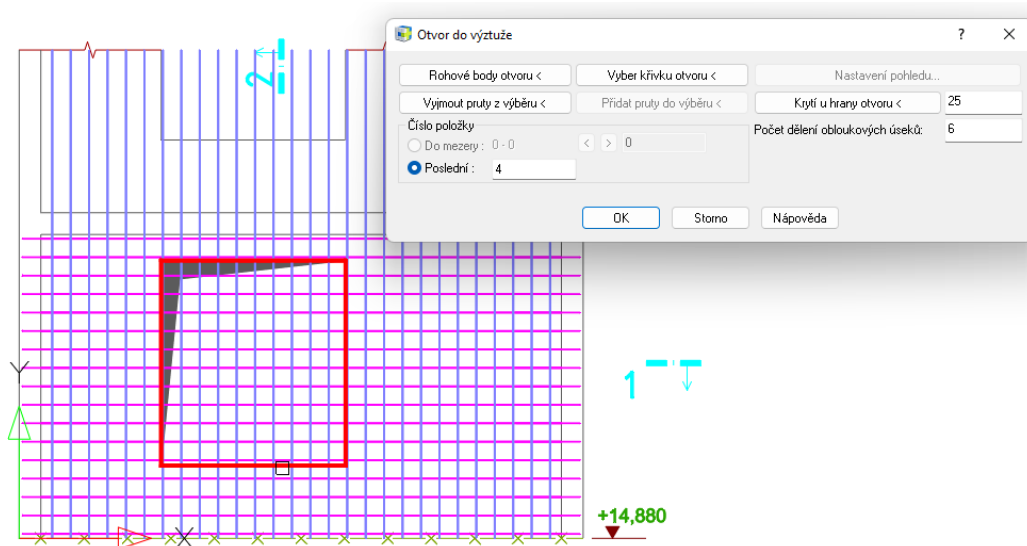 Otvor do výztuže
?
Rohové body otvoru <
Vyber křivku otvoru <
Nastavení pohledu...
Vyjmout pruty z výběru <
Přidat pruty do výběru <
Krytí u hrany otvoru <
25
Číslo položky
Do mezery : 0 - 0
<
>
0
Počet dělení obloukových úseků:
6
Poslední :
4
OK
Storno
Nápověda
2
1
Y
X
+14,880